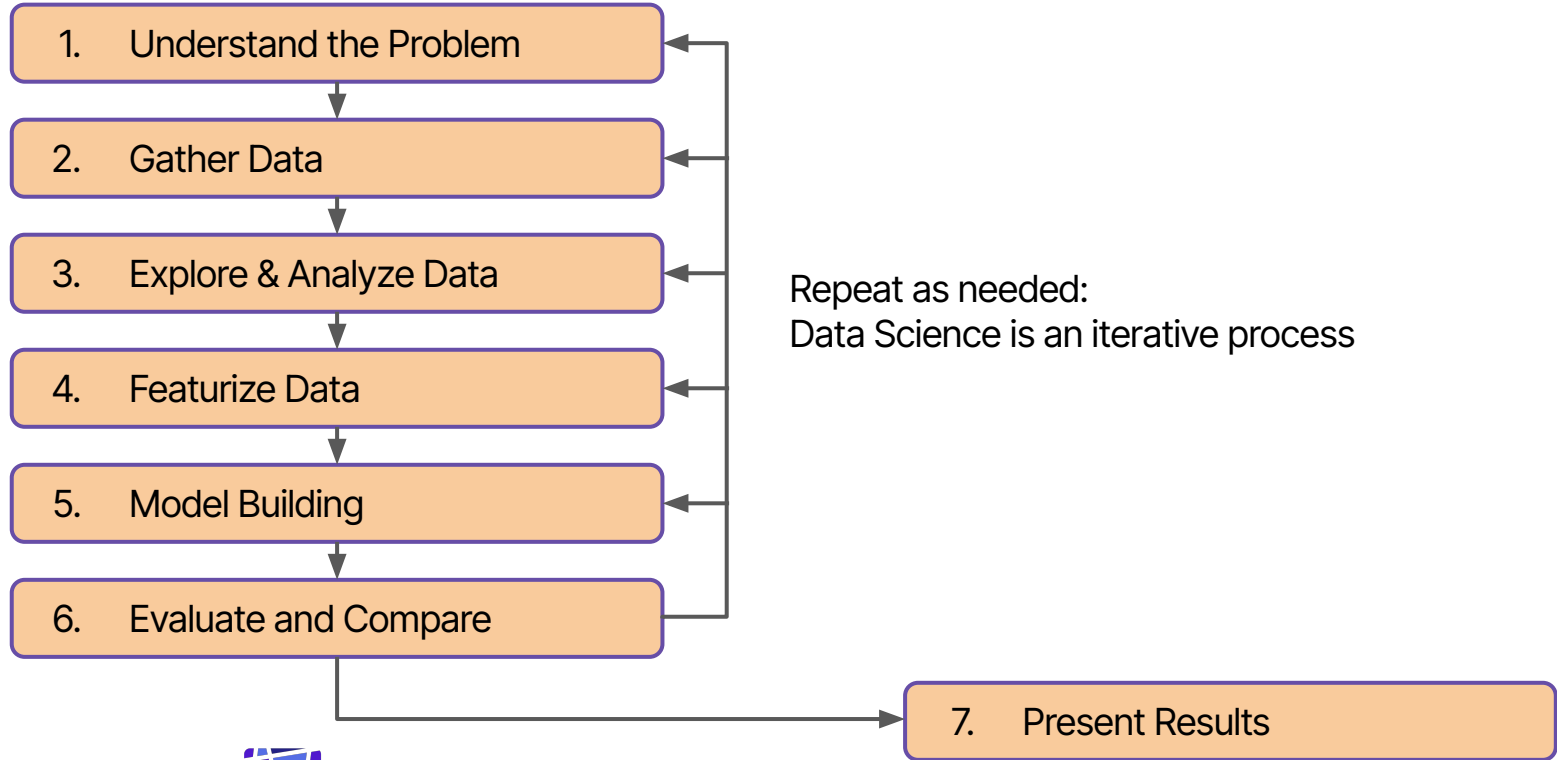 1. Understand the Problem
2. Gather Data
3. Explore & Analyze Data
Repeat as needed:
Data Science is an iterative process
4. Featurize Data
5. Model Building
6. Evaluate and Compare
7. Present Results